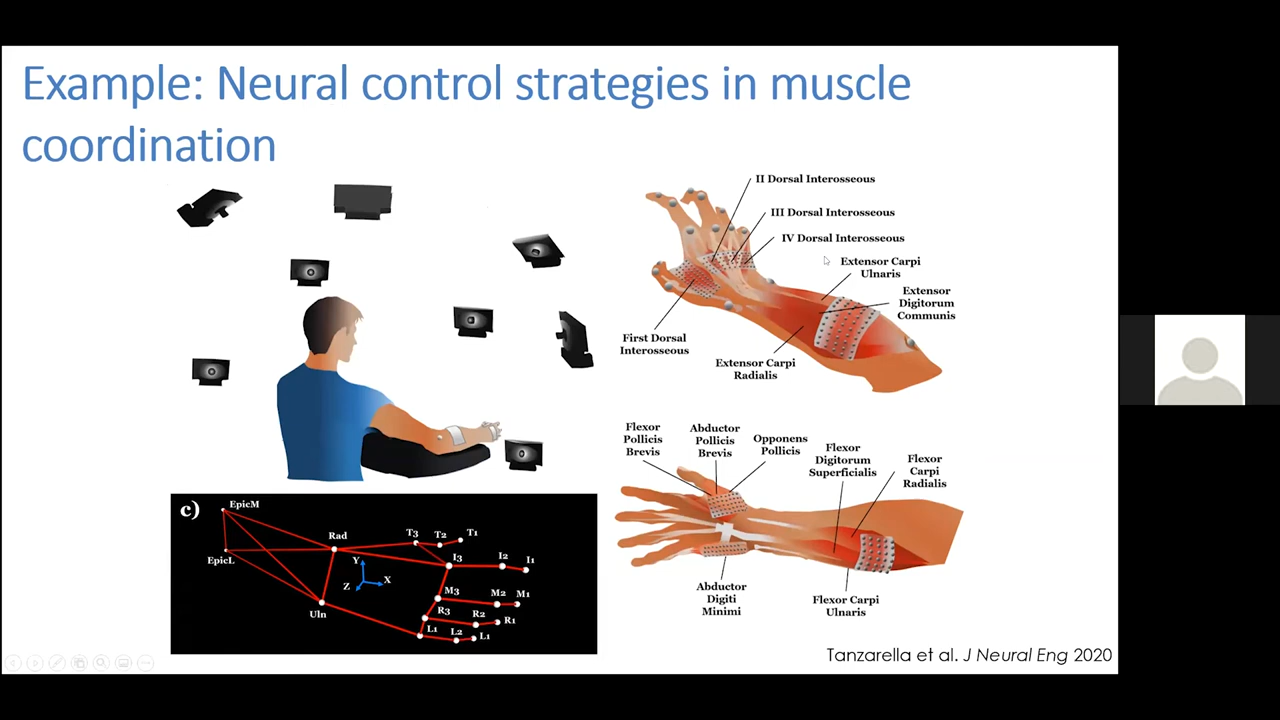 Example: Neural control strategies in muscle
coordination
II Dorsal Interosseous
III Dorsal Interosseous
IV Dorsal Interosseous
Extensor Carpi
Ulnaris
Extensor
Digitorum
Communis
First Dorsal
Interosseous
Extensor Carpi
Radialis
Flexor
Pollicis
Brevis
Abductor
Pollicis
Brevis
Opponens
Pollicis
Flexor
Digitorum
Superficialis
Flexor
Carpi
Radialis
Abductor
Digiti
Minimi
Flexor Carpi
Ulnaris
c)
EpicM
EpicL
Rad
Uln
Y
X
Z
T3
T2
T1
I3
I2
I1
M3
M2
M1
R3
R2
R1
L1
L2
L1
Tanzarella et al. J Neural Eng 2020